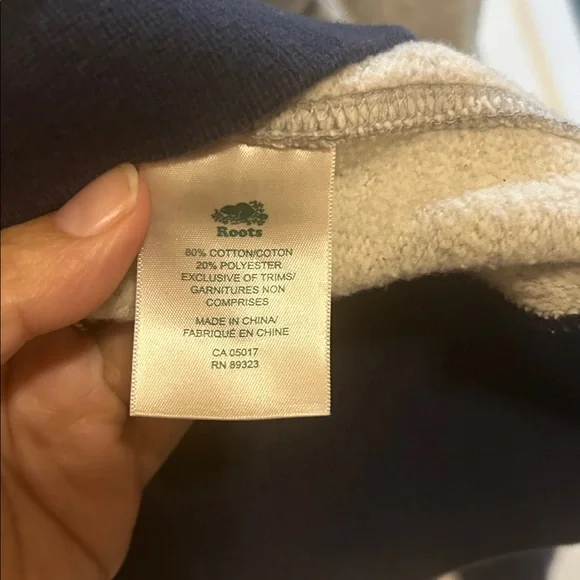 Roots
80% COTTON/COTON
20% POLYESTER
EXCLUSIVE OF TRIMS/
GARNITURES NON
COMPRISES
MADE IN CHINA/
FABRIQUÉ EN CHINE
CA 05017
RN 89323